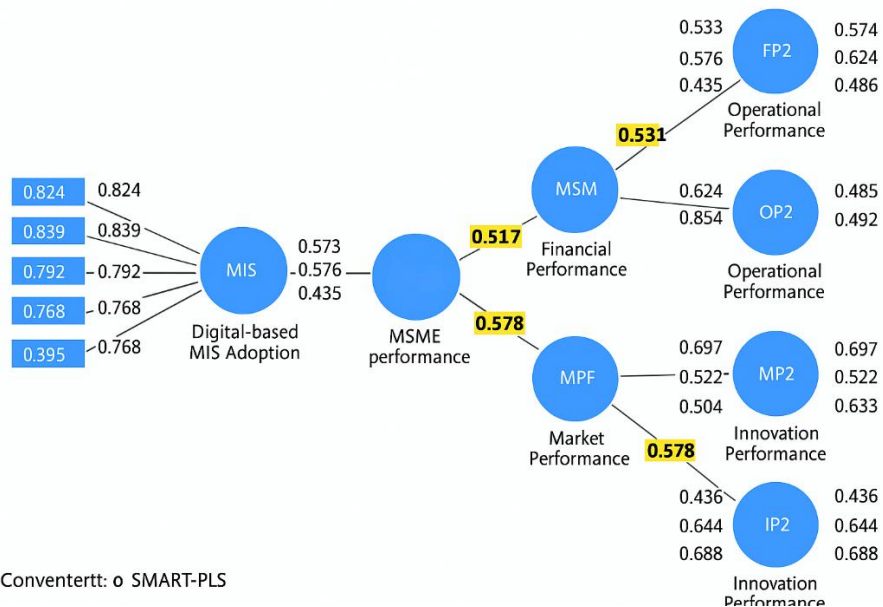 0.824
0.839
0.792
0.768
0.395
0.824
0.839
0.792
0.768
0.768
MIS
Digital-based
MIS Adoption
0.573
0.576
0.435
MSME
performance
0.517
0.578
MSM
Financial
Performance
0.531
MPF
Market
Performance
0.578
0.533
0.576
0.435
FP2
0.574
0.624
0.486
Operational
Performance
0.624
0.854
OP2
0.485
0.492
Operational
Performance
0.697
0.522
0.504
MP2
0.697
0.522
0.633
Innovation
Performance
0.436
0.644
0.688
IP2
0.436
0.644
0.688
Innovation
Performance
Conventertt: o SMART-PLS